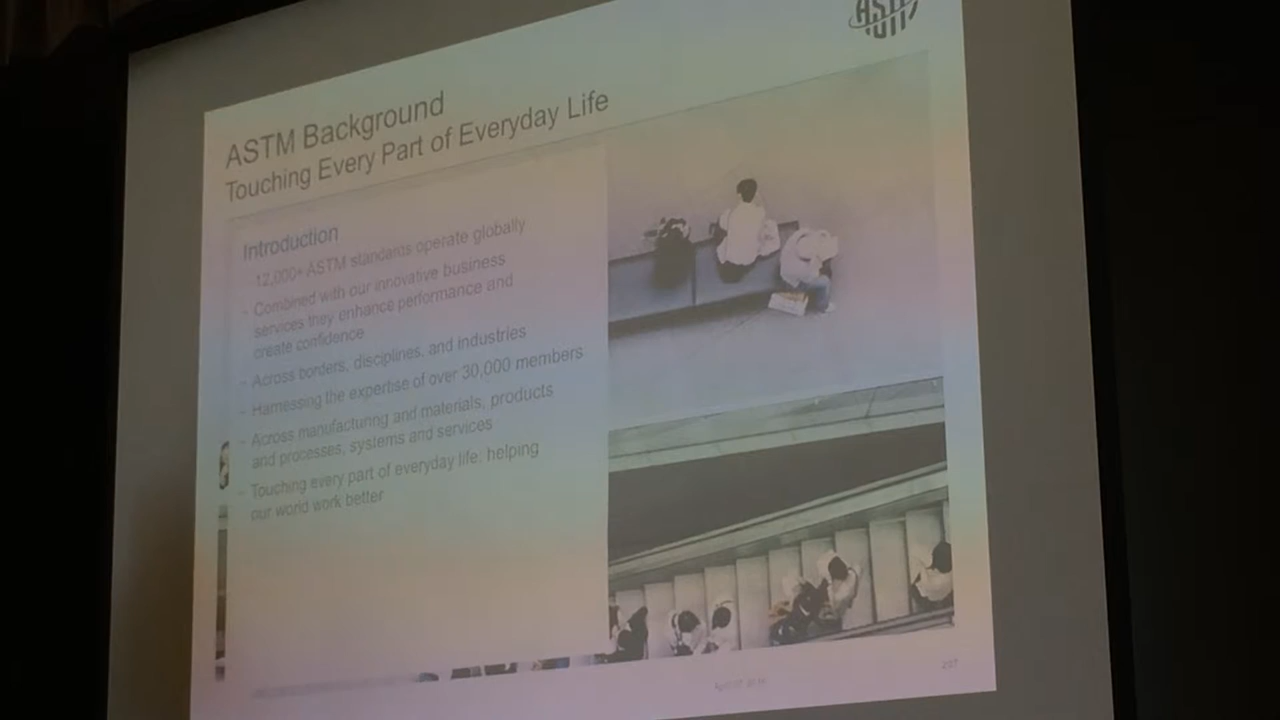 ASTM
ASTM Background
Touching Every Part of Everyday Life
Introduction
12,000+ ASTM standards operate globally
- Combined with our innovative business
services they enhance performance and
create confidence
- Across borders, disciplines, and industries
- Harnessing the expertise of over 30,000 members
- Across manufacturing and materials, products
and processes, systems and services
- Touching every part of everyday life: helping
our world work better